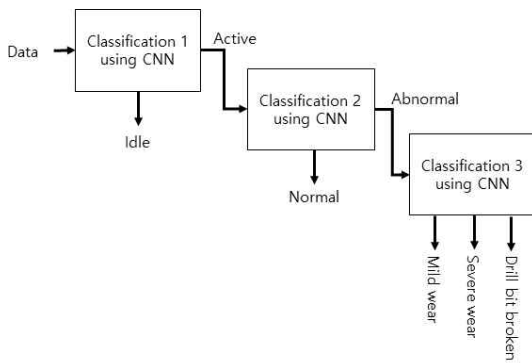 Data
Classification 1
using CNN
Active
Idle
Classification 2
using CNN
Abnormal
Normal
Classification 3
using CNN
Mild wear
Severe wear
Drill bit broken